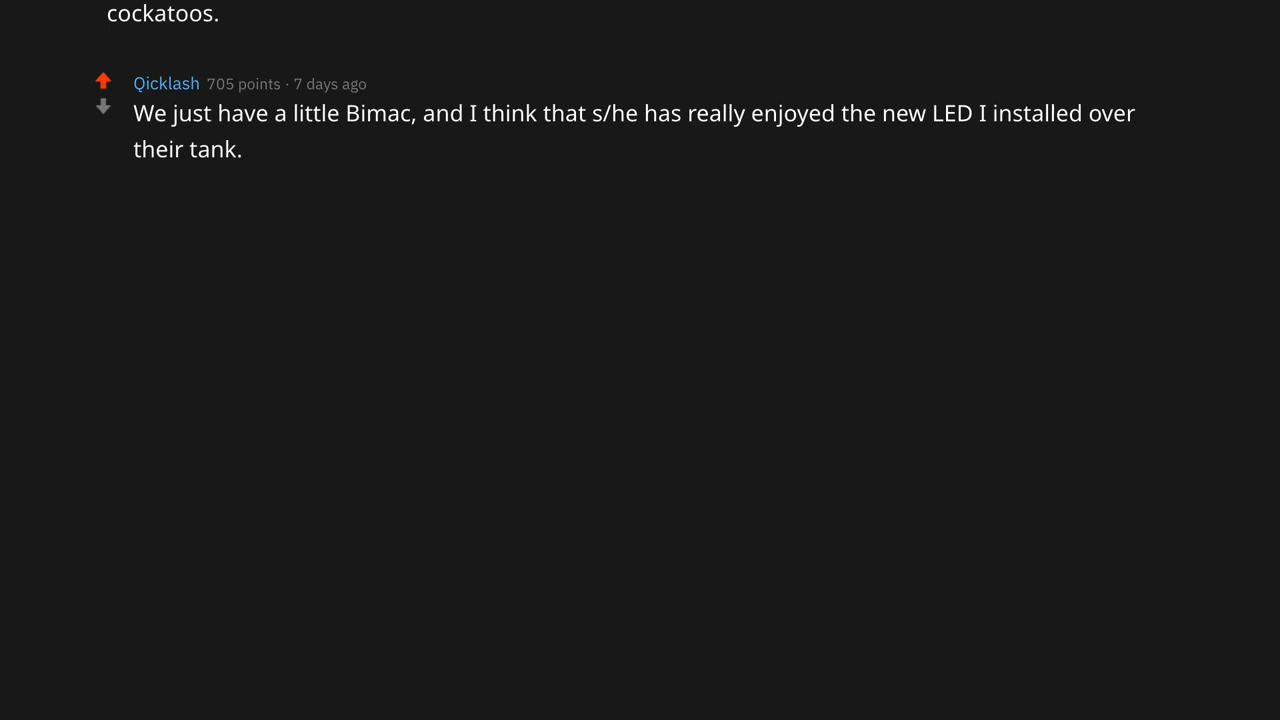 cockatoos.
Qicklash 705 points · 7 days ago
We just have a little Bimac, and I think that s/he has really enjoyed the new LED I installed over
their tank.